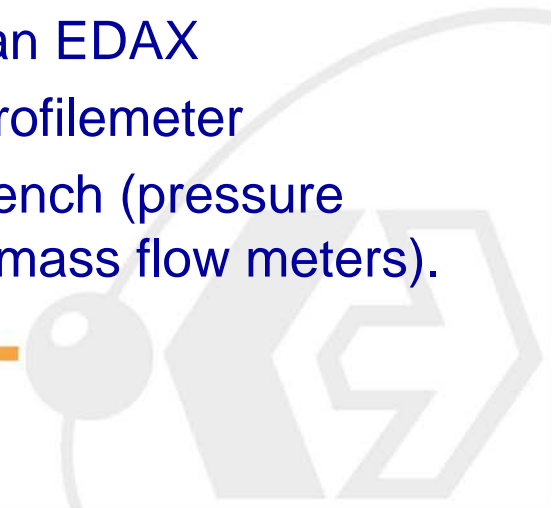 an EDAX
rofilemeter
ench (pressure
mass flow meters).